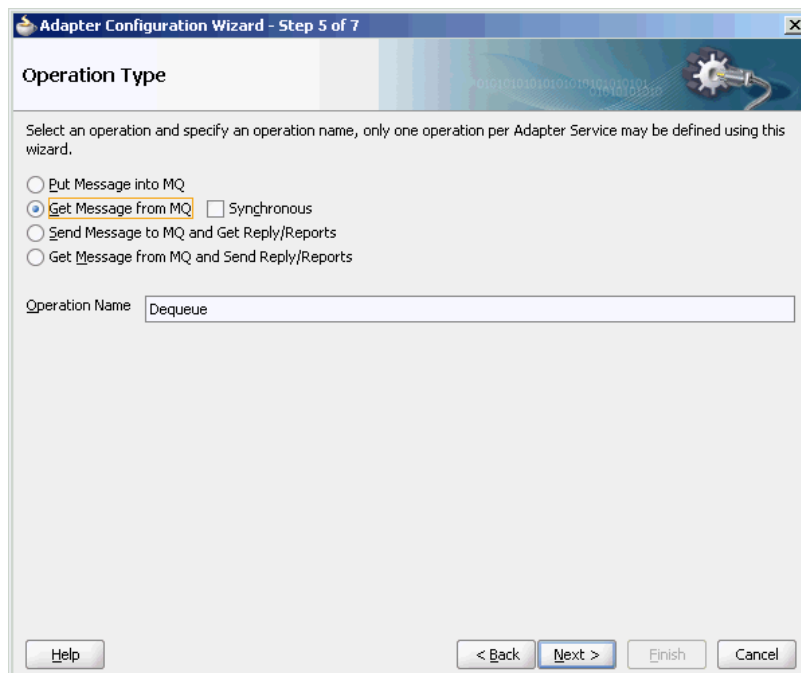 Adapter Configuration Wizard - Step 5 of 7
Operation Type
Select an operation and specify an operation name, only one operation per Adapter Service may be defined using this
wizard.
Put Message into MQ
Get Message from MQ Synchronous
Send Message to MQ and Get Reply/Reports
Get Message from MQ and Send Reply/Reports
Operation Name Dequeue
Help < Back Next > Finish Cancel